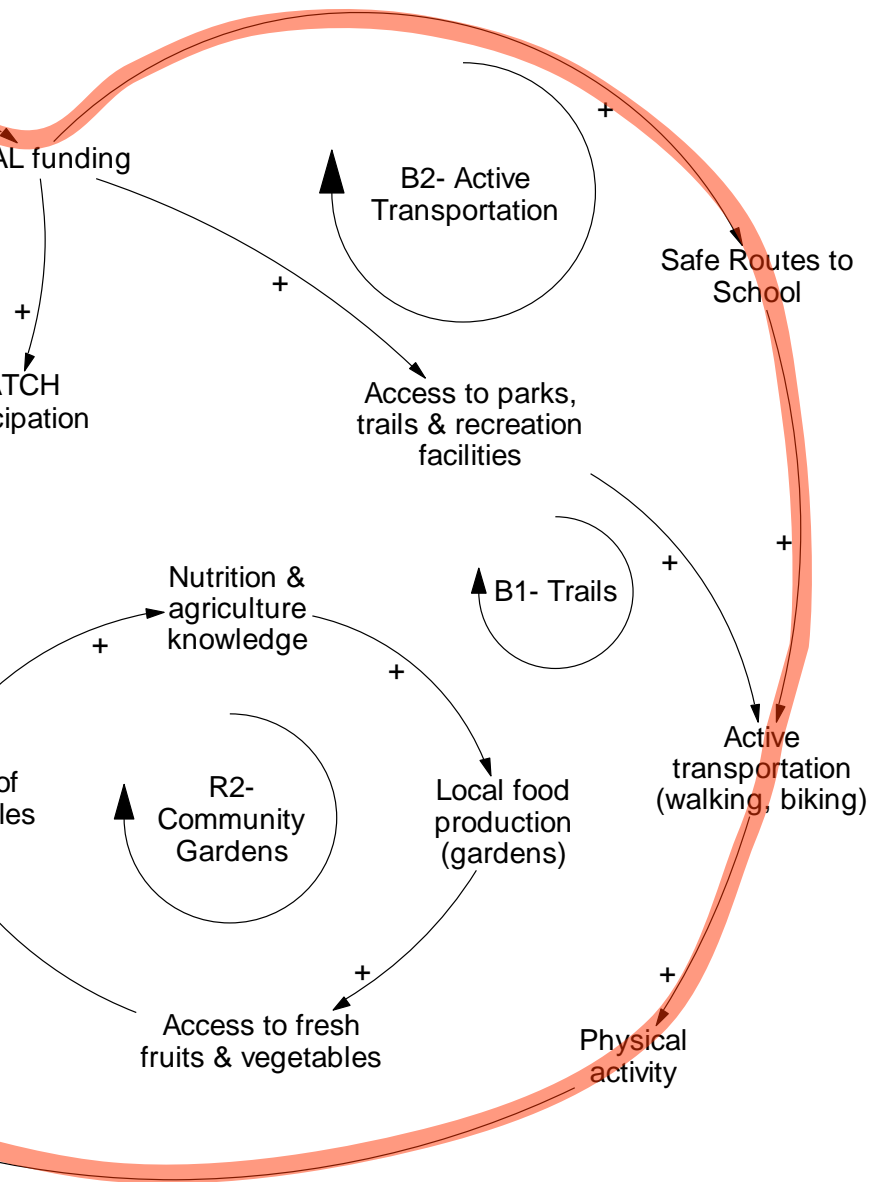 AL funding
+
B2- Active
Transportation
+
Safe Routes to
School
+
ATCH
cipation
Access to parks,
trails & recreation
facilities
+
+
B1- Trails
Nutrition &
agriculture
knowledge
+
+
Active
transportation
(walking, biking)
of
les
R2-
Community
Gardens
Local food
production
(gardens)
+
+
Access to fresh
fruits & vegetables
Physical
activity